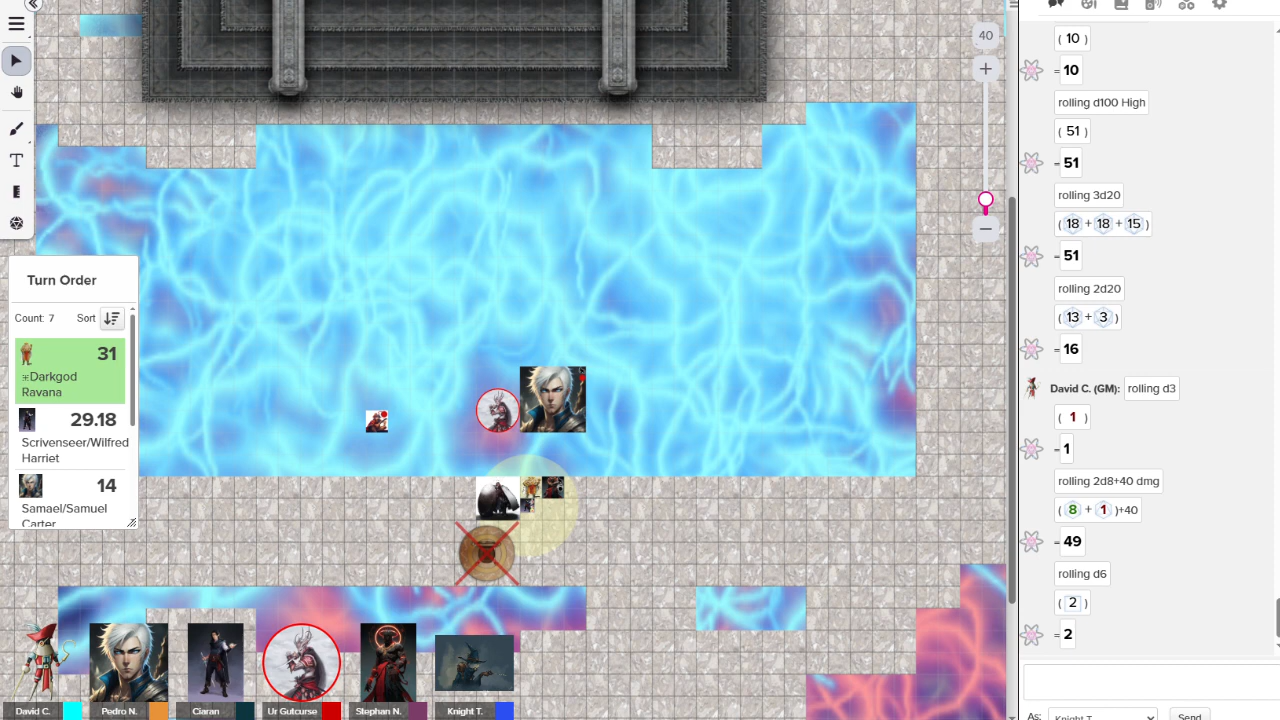 40
Turn Order
Count: 7 Sort
31
Darkgod
Ravana
29.18
Scrivenseer/Wilfred
Harriet
14
Samael/Samuel
Carter
David C.
Pedro N.
Ciaran
Ur Gutcurse
Stephan N.
Knight T.
( 10 )
= 10
rolling d100 High
( 51 )
= 51
rolling 3d20
( 18 + 18 + 15 )
= 51
rolling 2d20
( 13 + 3 )
= 16
David C. (GM): rolling d3
( 1 )
= 1
rolling 2d8+40 dmg
( 8 + 1 )+40
= 49
rolling d6
( 2 )
= 2
As: Knight T. Send